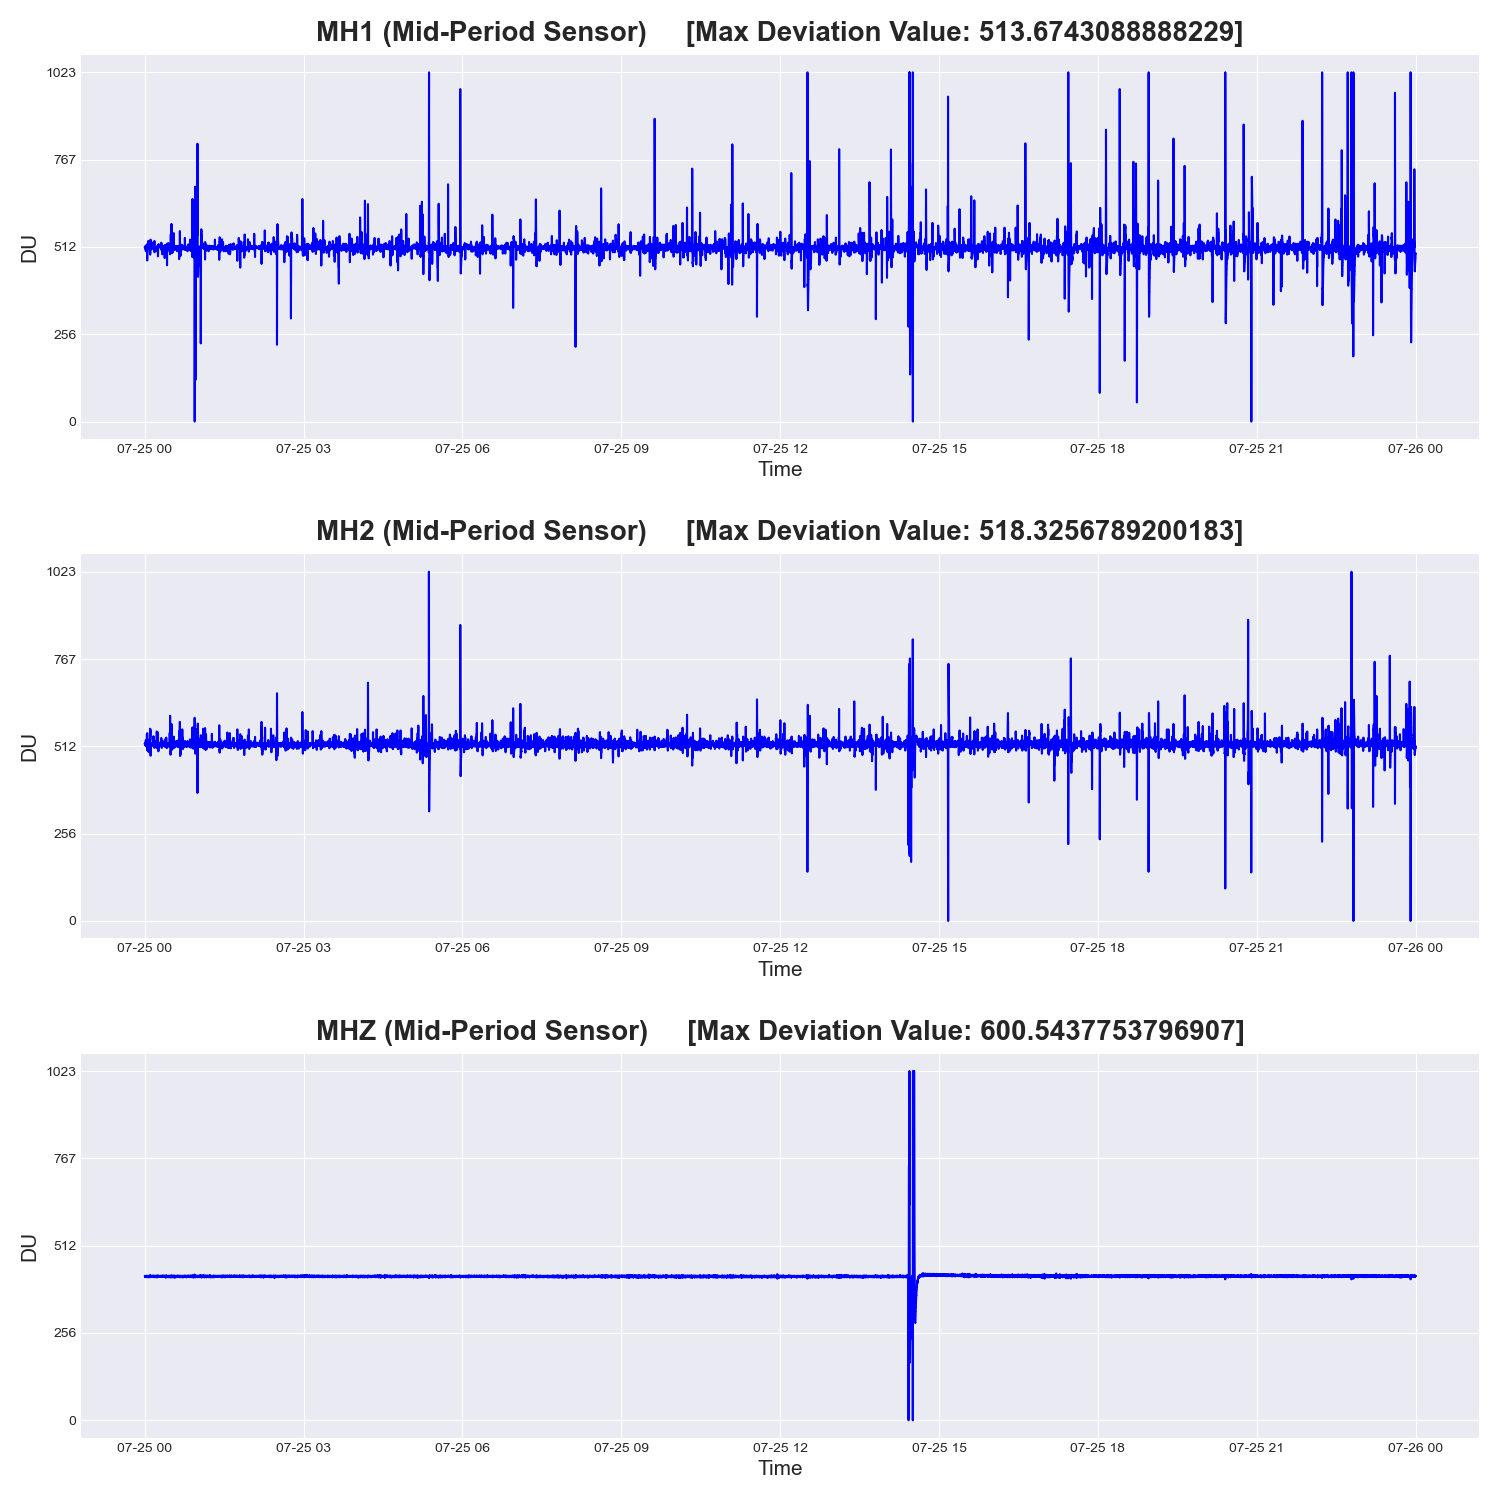 MH1 (Mid-Period Sensor) [Max Deviation Value: 513.6743088888229]
1023
767
512
256
0
DU
07-25 00 07-25 03 07-25 06 07-25 09 07-25 12 07-25 15 07-25 18 07-25 21 07-26 00
Time
MH2 (Mid-Period Sensor) [Max Deviation Value: 518.3256789200183]
1023
767
512
256
0
DU
07-25 00 07-25 03 07-25 06 07-25 09 07-25 12 07-25 15 07-25 18 07-25 21 07-26 00
Time
MHZ (Mid-Period Sensor) [Max Deviation Value: 600.5437753796907]
1023
767
512
256
0
DU
07-25 00 07-25 03 07-25 06 07-25 09 07-25 12 07-25 15 07-25 18 07-25 21 07-26 00
Time